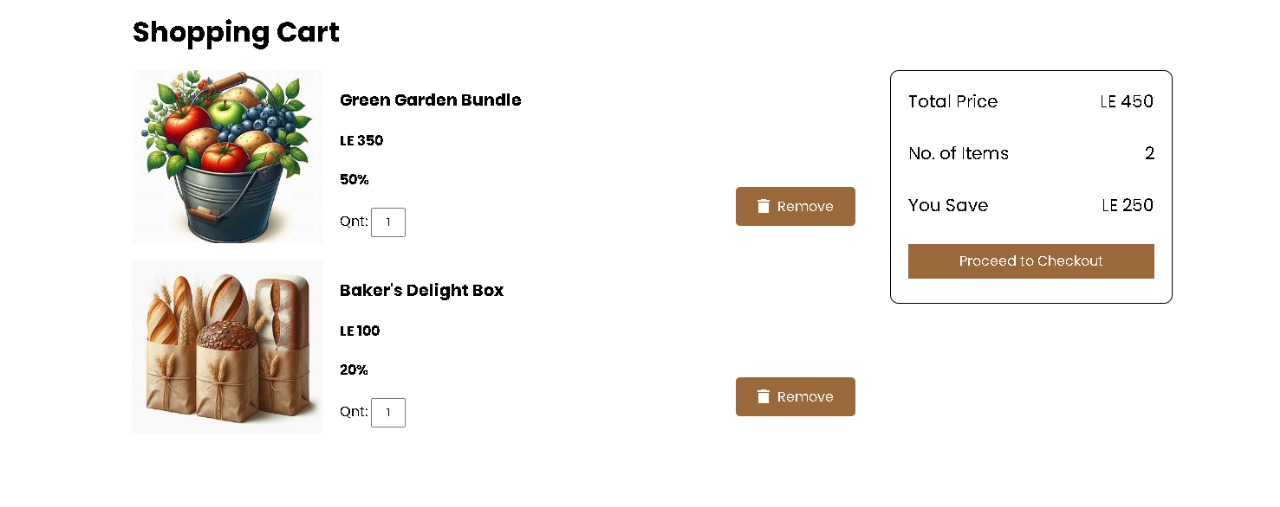 Shopping Cart
Green Garden Bundle
LE 350
50%
Qnt: 1
Remove
Baker's Delight Box
LE 100
20%
Qnt: 1
Remove
Total Price LE 450
No. of Items 2
You Save LE 250
Proceed to Checkout